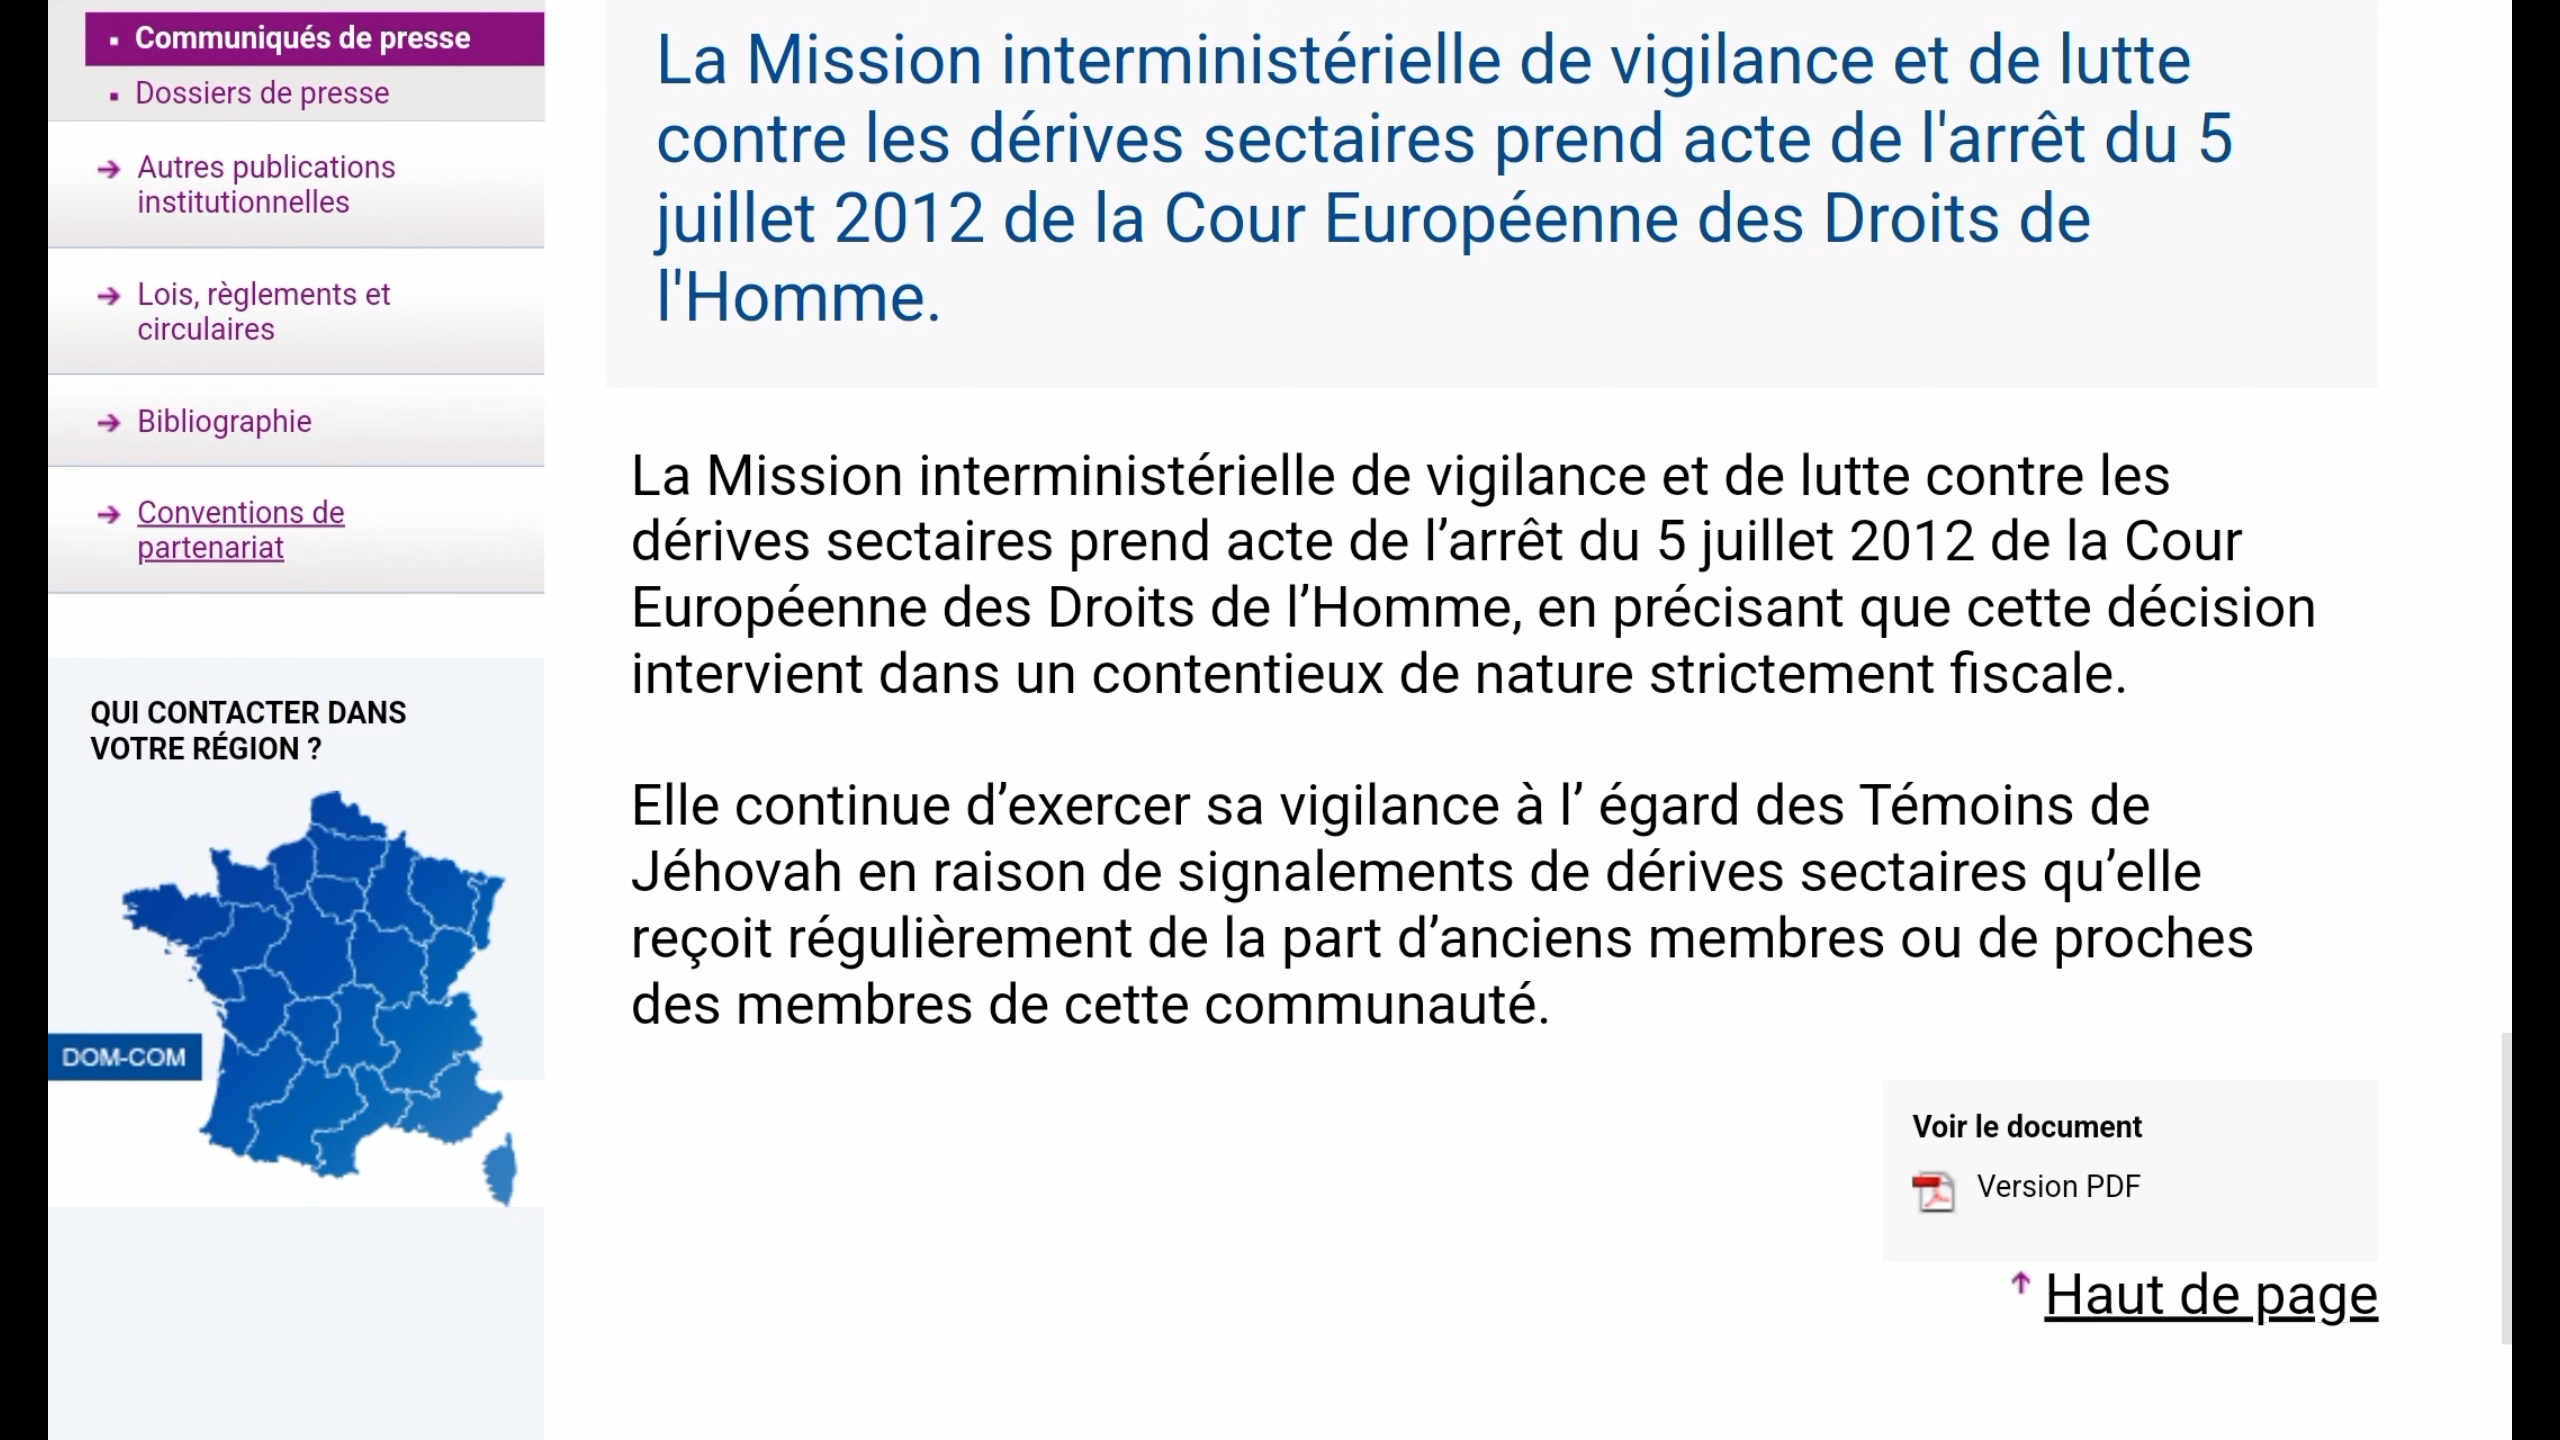 Communiqués de presse
Dossiers de presse
Autres publications
institutionnelles
Lois, règlements et
circulaires
Bibliographie
Conventions de
partenariat
QUI CONTACTER DANS
VOTRE RÉGION ?
DOM-COM
La Mission interministérielle de vigilance et de lutte
contre les dérives sectaires prend acte de l'arrêt du 5
juillet 2012 de la Cour Européenne des Droits de
l'Homme.
La Mission interministérielle de vigilance et de lutte contre les
dérives sectaires prend acte de l’arrêt du 5 juillet 2012 de la Cour
Européenne des Droits de l’Homme, en précisant que cette décision
intervient dans un contentieux de nature strictement fiscale.
Elle continue d’exercer sa vigilance à l’ égard des Témoins de
Jéhovah en raison de signalements de dérives sectaires qu’elle
reçoit régulièrement de la part d’anciens membres ou de proches
des membres de cette communauté.
Voir le document
Version PDF
Haut de page